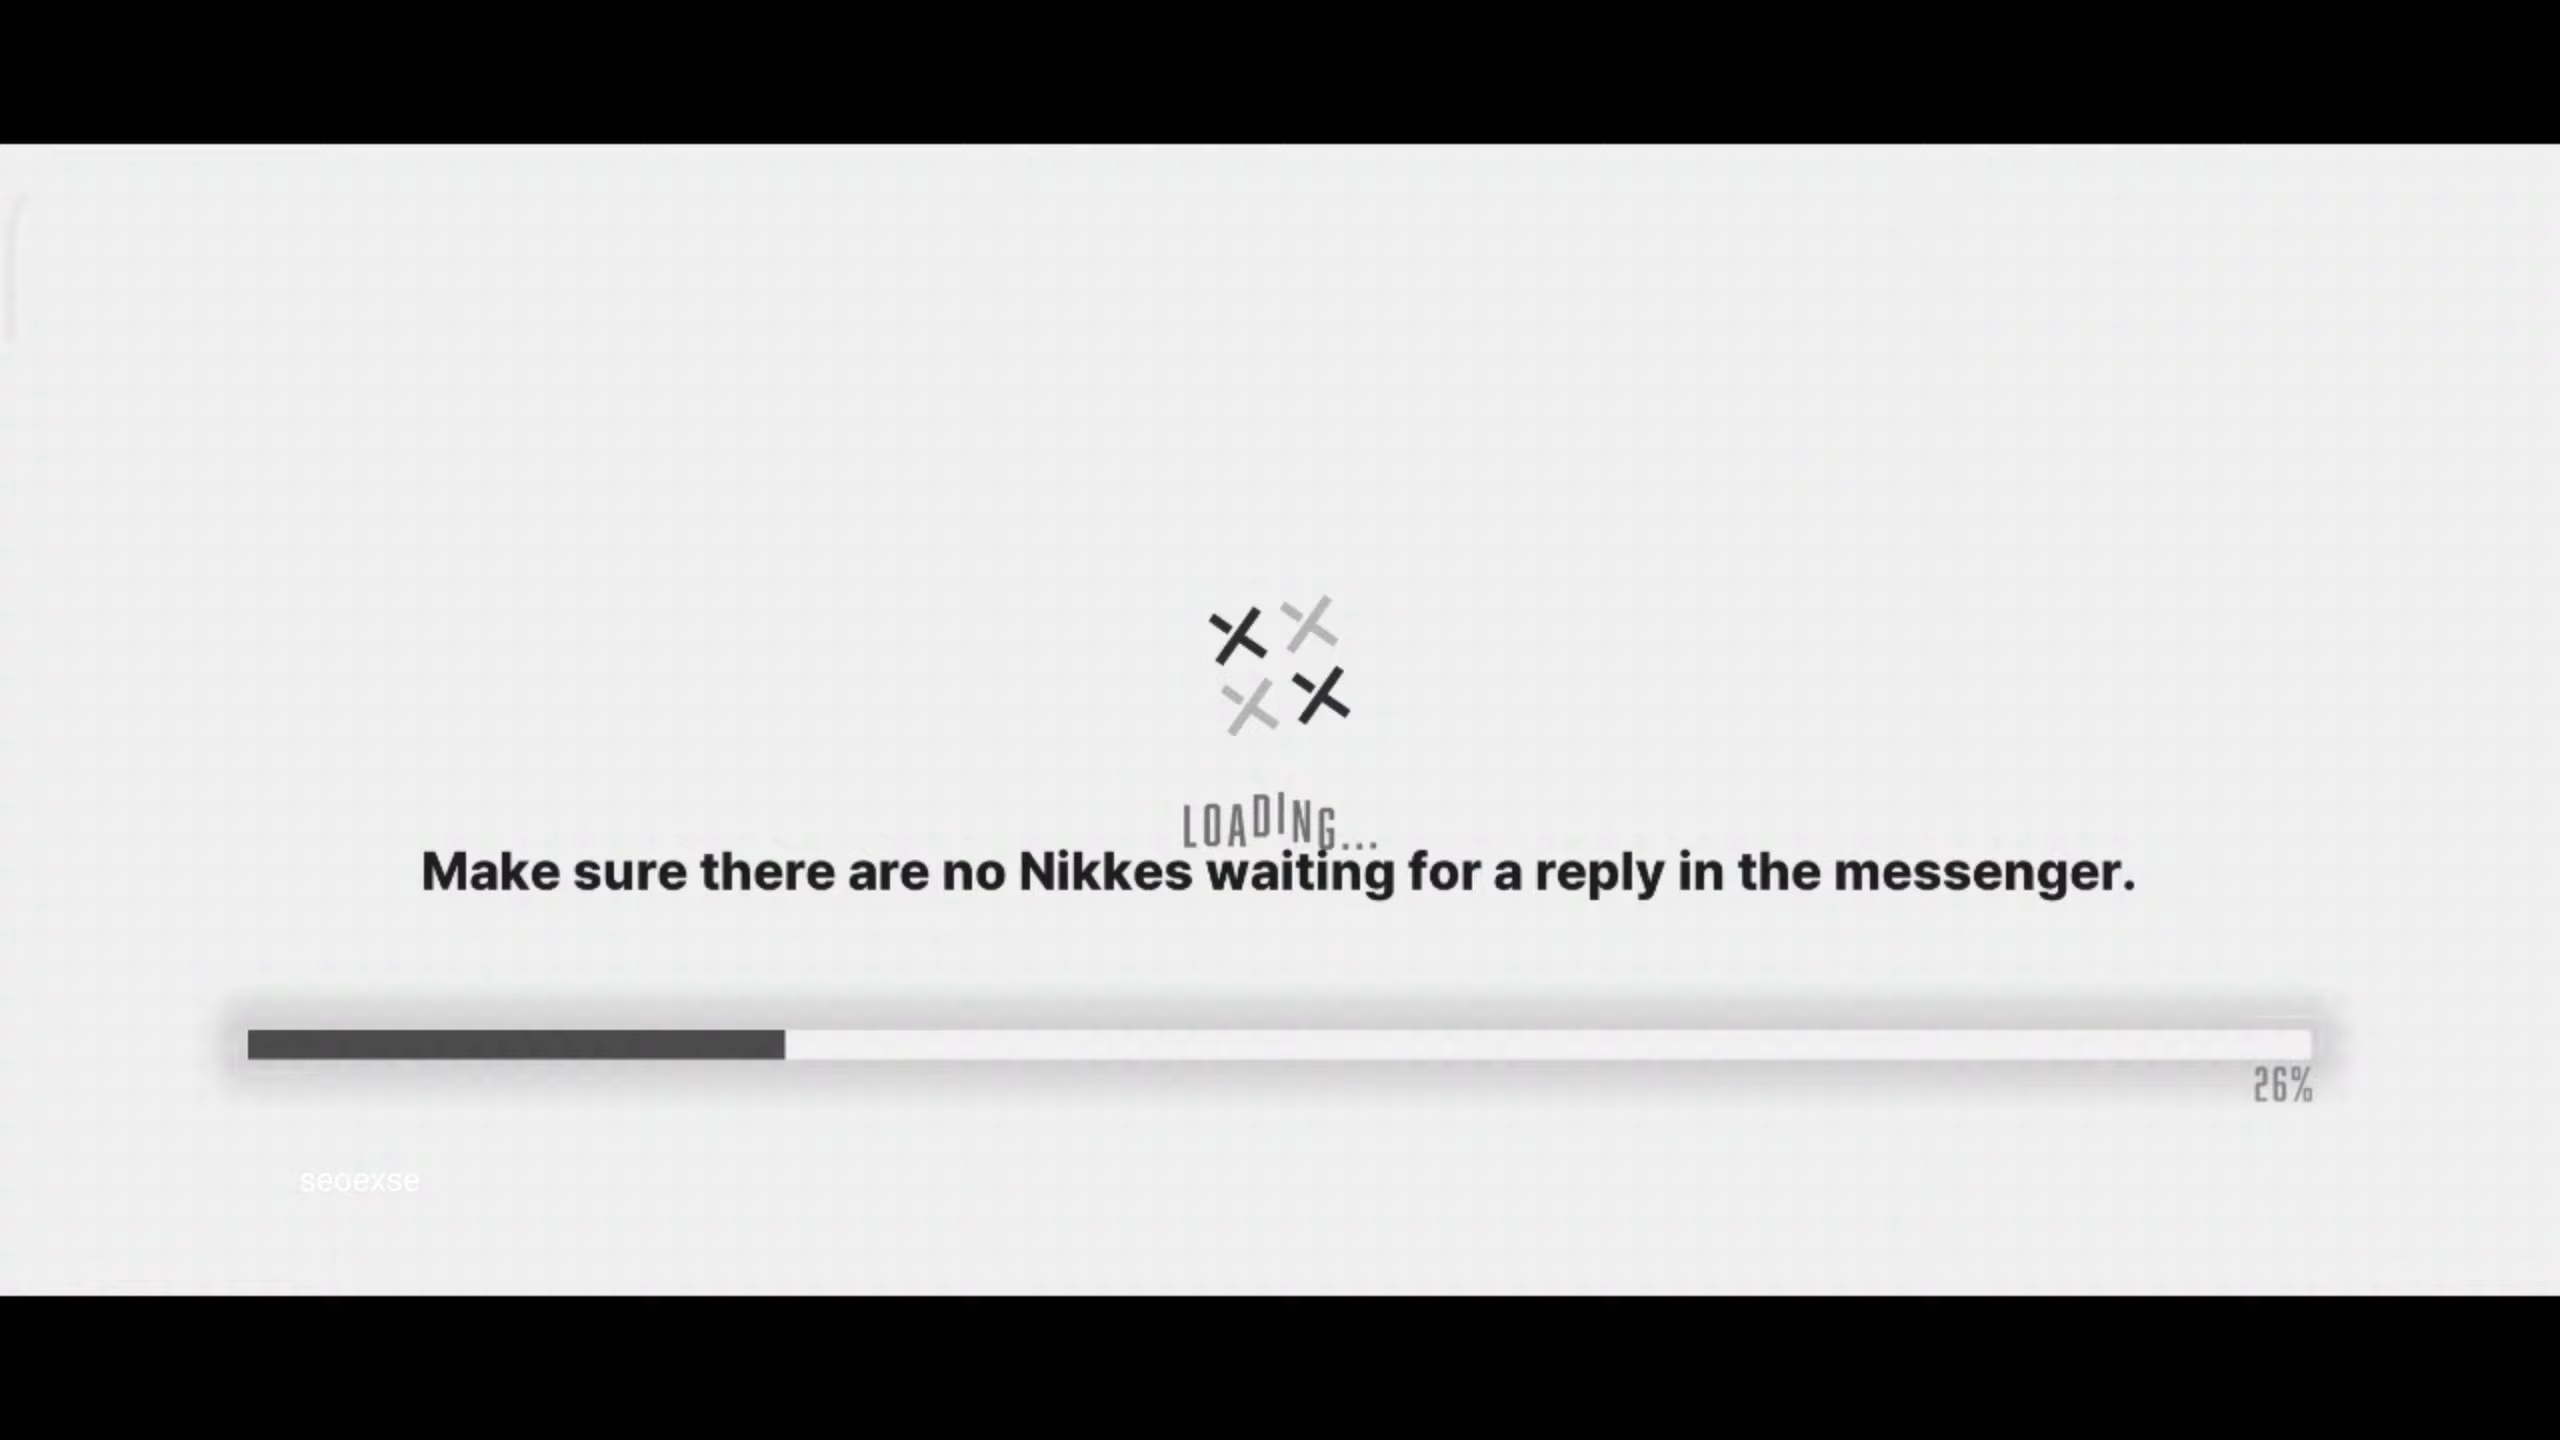 LOADING...
Make sure there are no Nikkes waiting for a reply in the messenger.
26%
seoexse